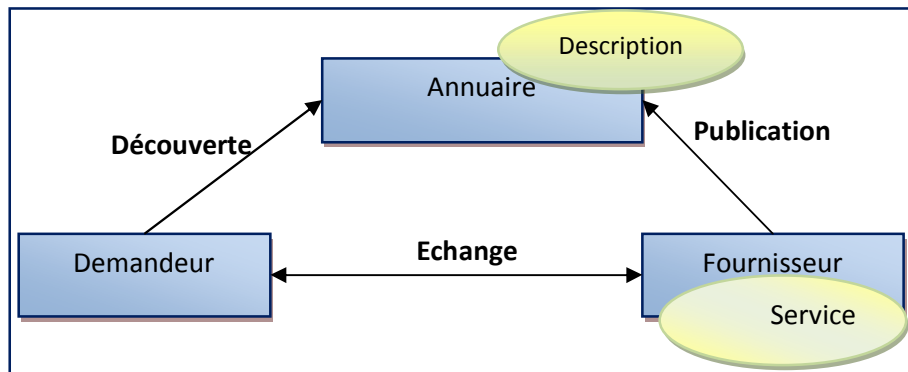 Description
Annuaire
Découverte
Publication
Demandeur
Echange
Fournisseur
Service